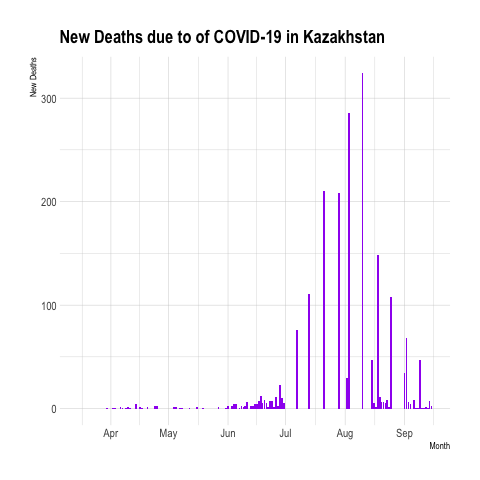 New Deaths due to of COVID-19 in Kazakhstan
New Deaths
300
200
100
0
Apr May Jun Jul Aug Sep
Month